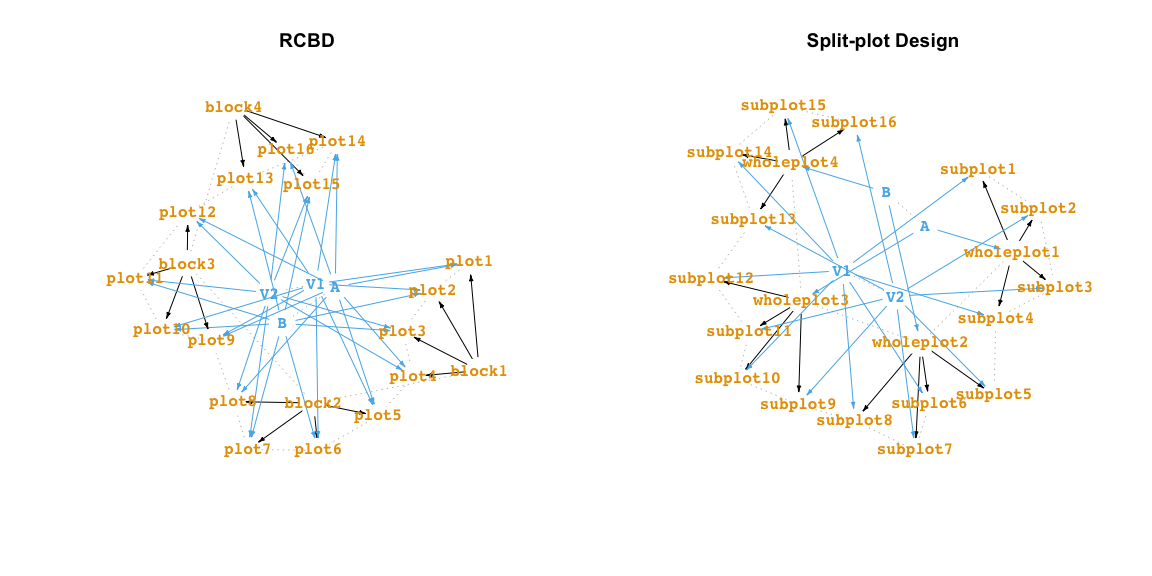 RCBD
block4
plot14
plot16
plot13
plot15
plot12
block3
plot11
plot1
V1
A
V2
plot2
B
plot10
plot9
plot3
block1
plot4
plot8
block2
plot5
plot7
plot6
Split-plot Design
subplot15
subplot16
subplot14
wholeplot4
subplot1
B
subplot2
subplot13
A
wholeplot1
V1
subplot12
subplot3
V2
wholeplot3
subplot4
subplot11
wholeplot2
subplot10
subplot5
subplot9
subplot6
subplot8
subplot7